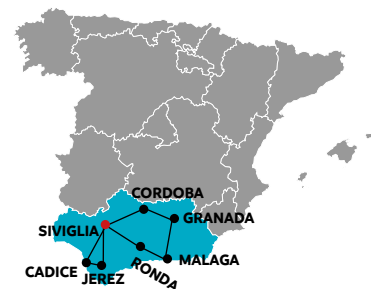 CORDOBA
GRANADA
SIVIGLIA
MALAGA
RONDA
CADICE
JEREZ